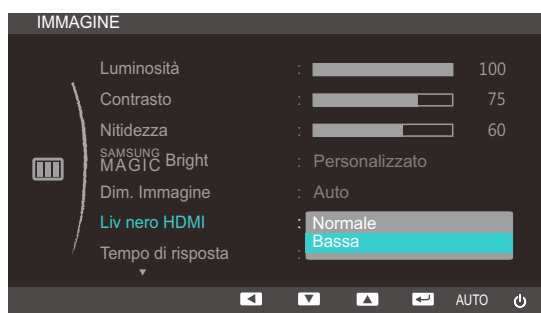 IMMAGINE
Luminosità : 100
Contrasto : 75
Nitidezza : 60
SAMSUNG MAGIC Bright : Personalizzato
Dim. Immagine : Auto
Liv nero HDMI : Normale
Bassa
Tempo di risposta :
AUTO